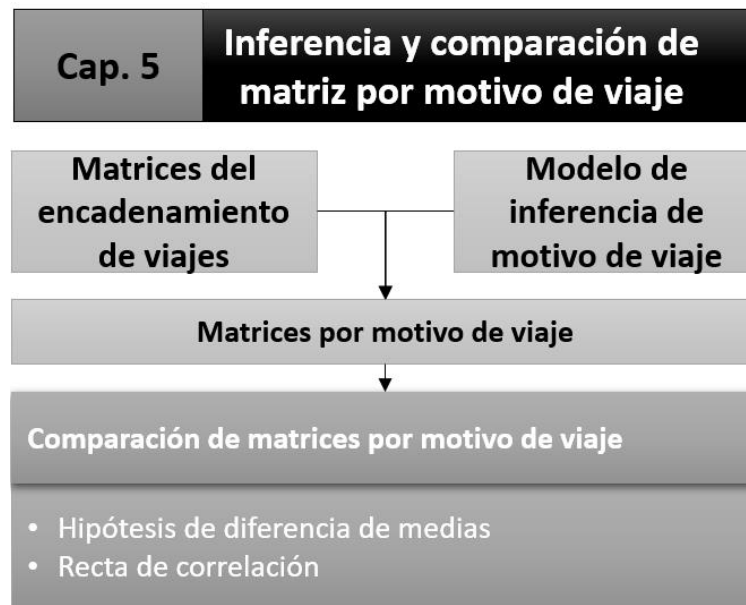 Cap. 5
Inferencia y comparación de
matriz por motivo de viaje
Matrices del
encadenamiento
de viajes
Modelo de
inferencia de
motivo de viaje
Matrices por motivo de viaje
Comparación de matrices por motivo de viaje
• Hipótesis de diferencia de medias
• Recta de correlación